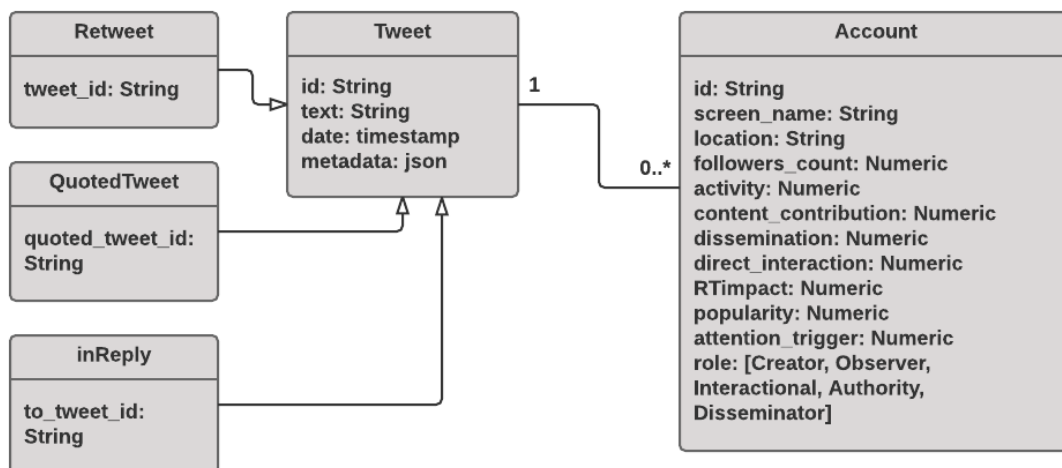 Retweet
tweet_id: String
QuotedTweet
quoted_tweet_id:
String
inReply
to_tweet_id:
String
Tweet
id: String
text: String
date: timestamp
metadata: json
1
0..*
Account
id: String
screen_name: String
location: String
followers_count: Numeric
activity: Numeric
content_contribution: Numeric
dissemination: Numeric
direct_interaction: Numeric
RTimpact: Numeric
popularity: Numeric
attention_trigger: Numeric
role: [Creator, Observer,
Interactional, Authority,
Disseminator]